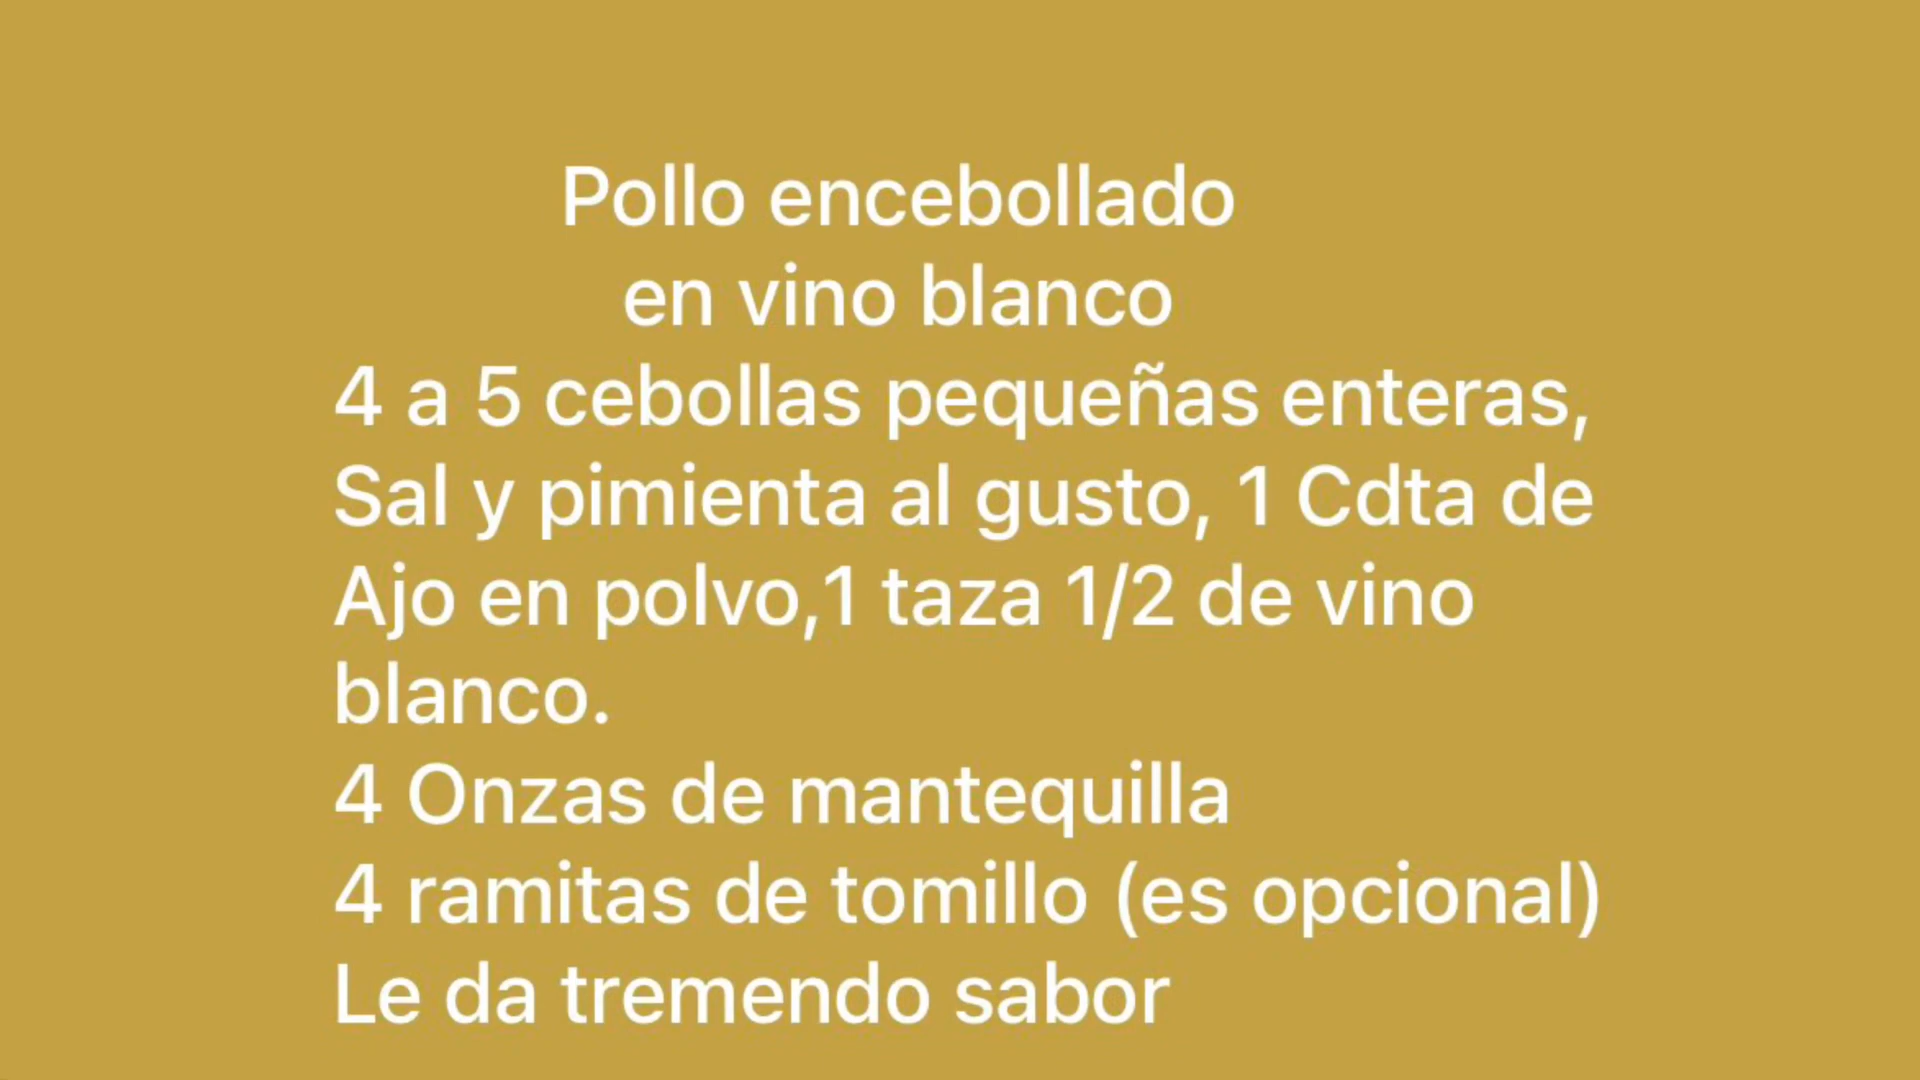 Pollo encebollado
en vino blanco
4 a 5 cebollas pequeñas enteras,
Sal y pimienta al gusto, 1 Cdta de
Ajo en polvo,1 taza 1/2 de vino
blanco.
4 Onzas de mantequilla
4 ramitas de tomillo (es opcional)
Le da tremendo sabor